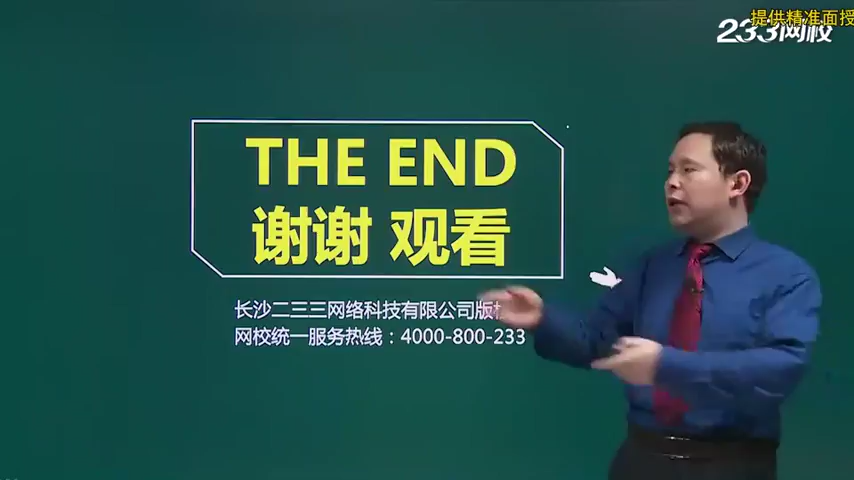 提供精准面授
233网校
THE END
谢谢 观看
长沙二三三网络科技有限公司版
网校统一服务热线：4000-800-233